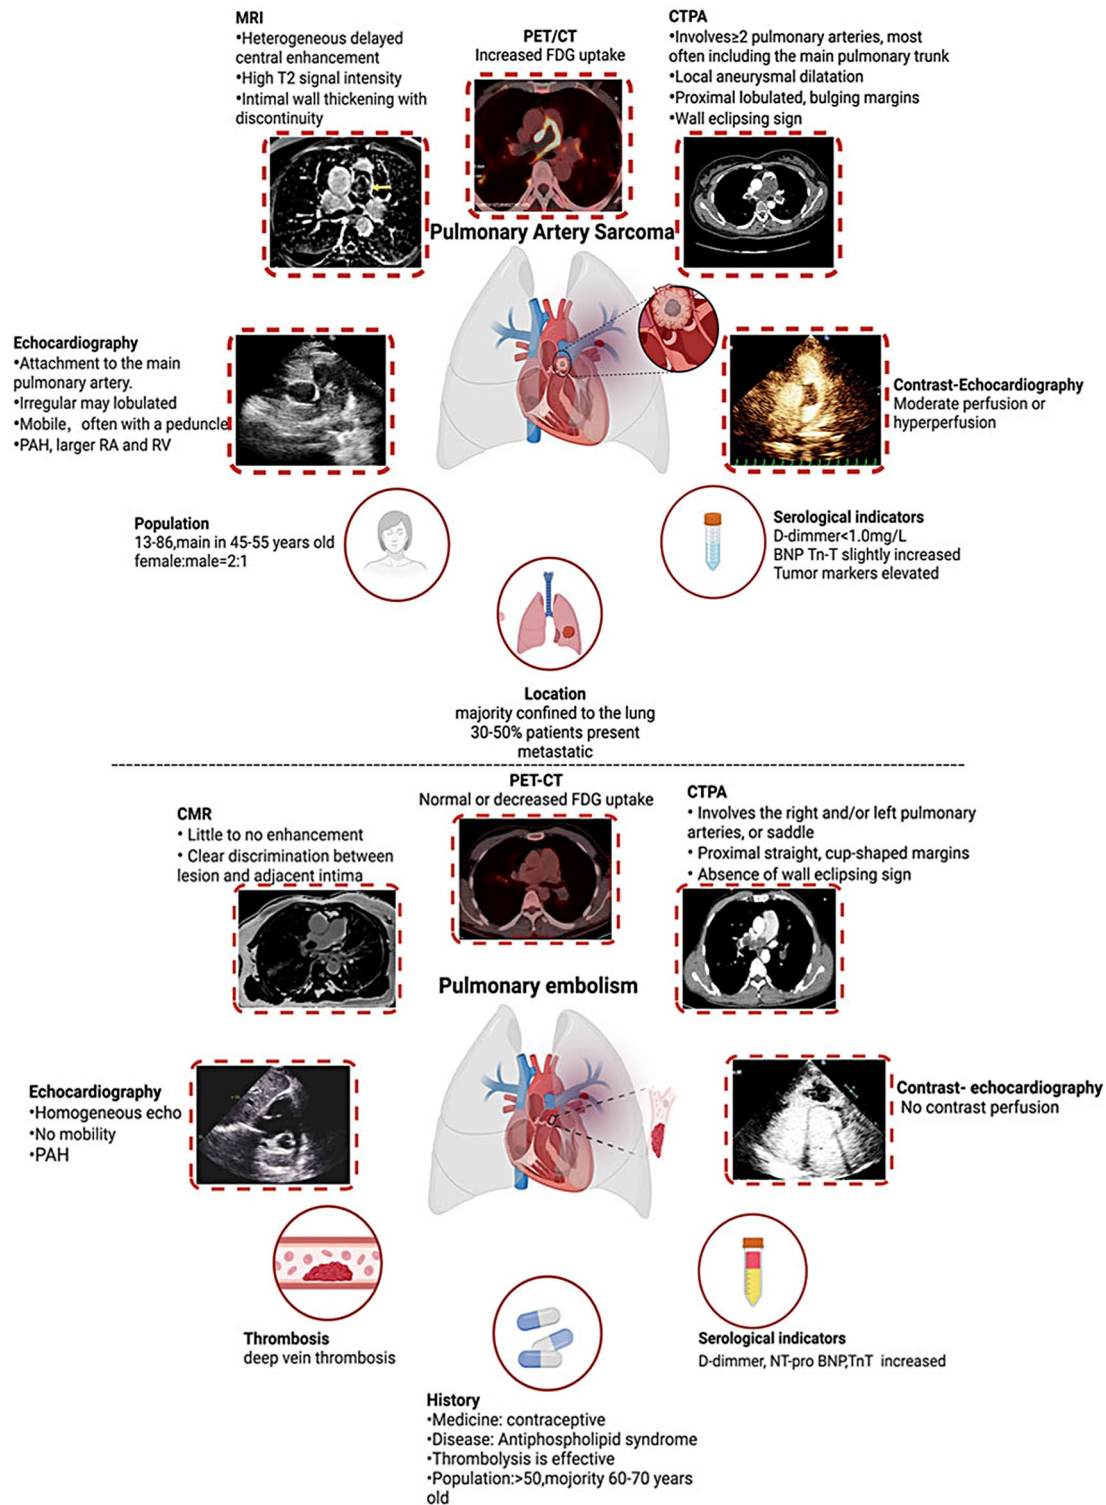 MRI
•Heterogeneous delayed
central enhancement
•High T2 signal intensity
•Intimal wall thickening with
discontinuity
PET/CT
Increased FDG uptake
CTPA
•Involves≥2 pulmonary arteries, most
often including the main pulmonary trunk
•Local aneurysmal dilatation
•Proximal lobulated, bulging margins
•Wall eclipsing sign
Pulmonary Artery Sarcoma
Echocardiography
•Attachment to the main
pulmonary artery.
•Irregular may lobulated
•Mobile，often with a peduncle
•PAH, larger RA and RV
Contrast-Echocardiography
Moderate perfusion or
hyperperfusion
Population
13-86,main in 45-55 years old
female:male=2:1
Serological indicators
D-dimmer<1.0mg/L
BNP Tn-T slightly increased
Tumor markers elevated
Location
majority confined to the lung
30-50% patients present
metastatic
CMR
• Little to no enhancement
• Clear discrimination between
lesion and adjacent intima
PET-CT
Normal or decreased FDG uptake
CTPA
• Involves the right and/or left pulmonary
arteries, or saddle
• Proximal straight, cup-shaped margins
• Absence of wall eclipsing sign
Pulmonary embolism
Echocardiography
•Homogeneous echo
•No mobility
•PAH
Contrast- echocardiography
No contrast perfusion
Thrombosis
deep vein thrombosis
Serological indicators
D-dimmer, NT-pro BNP,TnT increased
History
•Medicine: contraceptive
•Disease: Antiphospholipid syndrome
•Thrombolysis is effective
•Population:>50,mojority 60-70 years
old